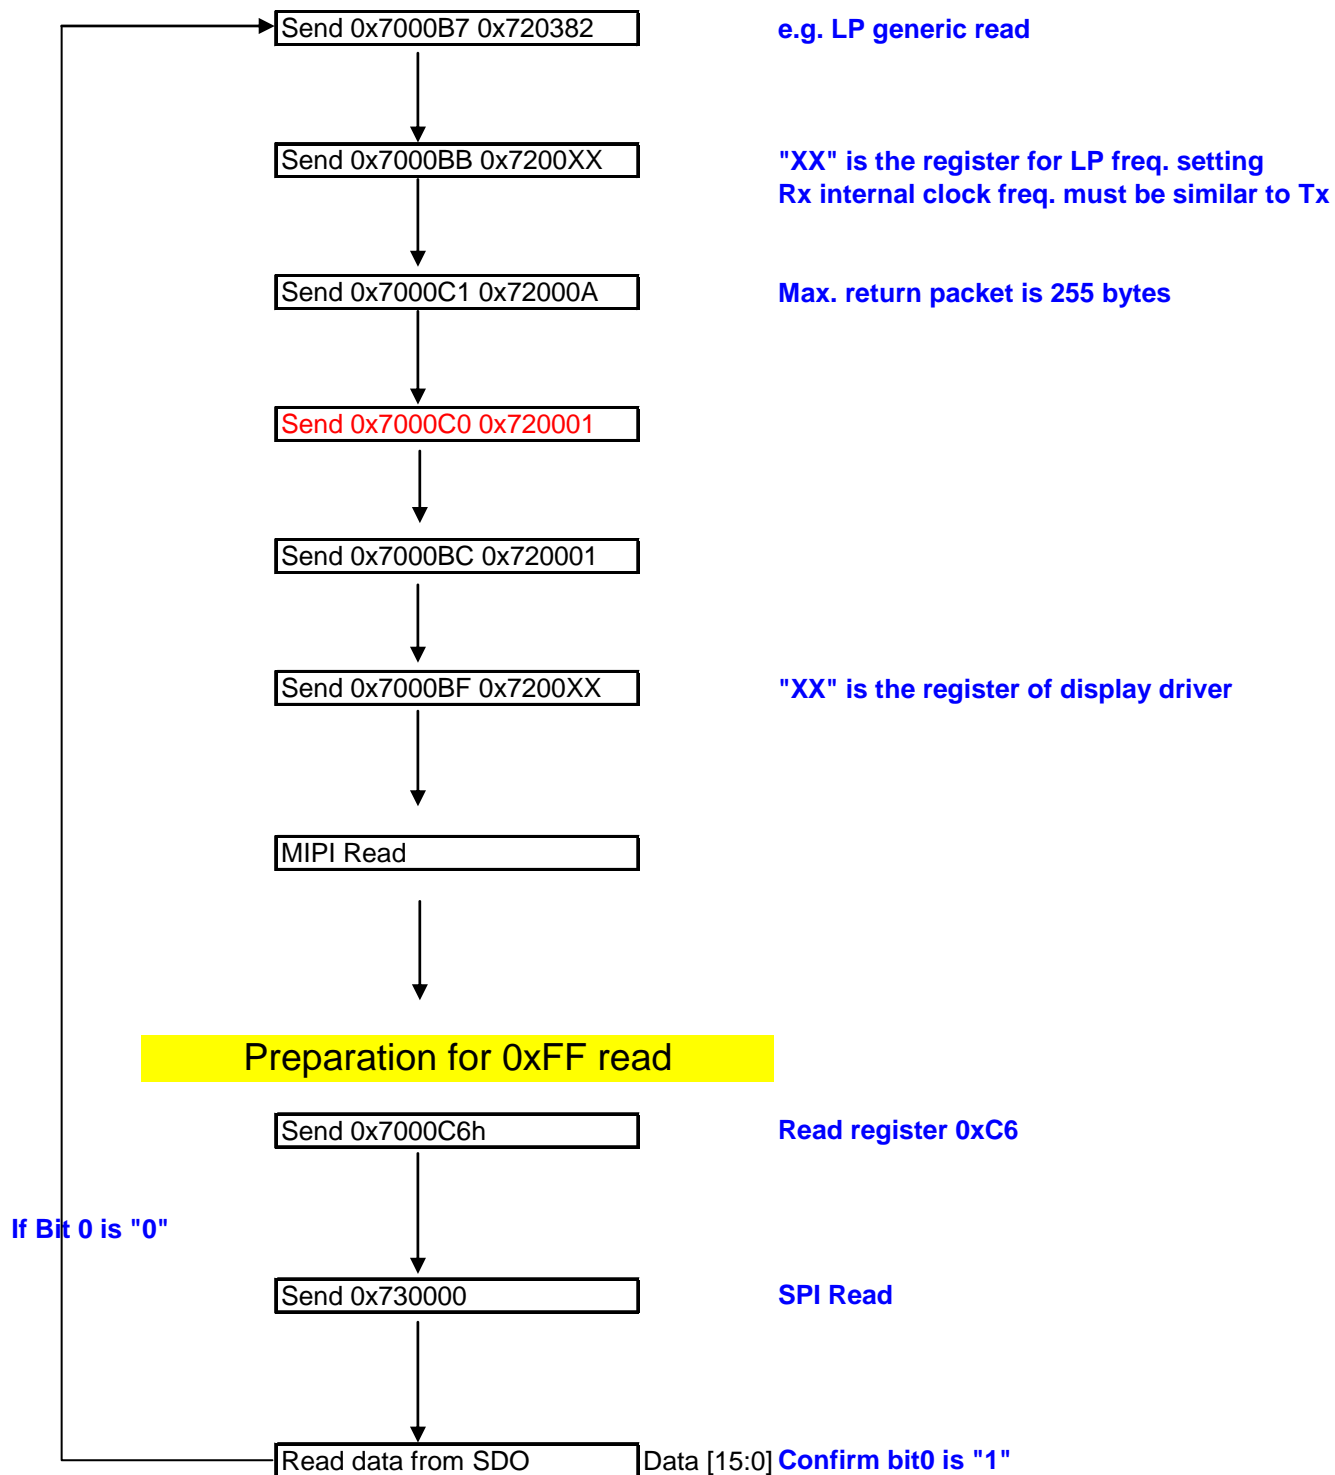 Send 0x7000B7 0x720382
e.g. LP generic read
Send 0x7000BB 0x7200XX
"XX" is the register for LP freq. setting
Rx internal clock freq. must be similar to Tx
Send 0x7000C1 0x72000A
Max. return packet is 255 bytes
Send 0x7000C0 0x720001
Send 0x7000BC 0x720001
Send 0x7000BF 0x7200XX
"XX" is the register of display driver
MIPI Read
Preparation for 0xFF read
Send 0x7000C6h
Read register 0xC6
If Bit 0 is "0"
Send 0x730000
SPI Read
Read data from SDO
Data [15:0]
Confirm bit0 is "1"